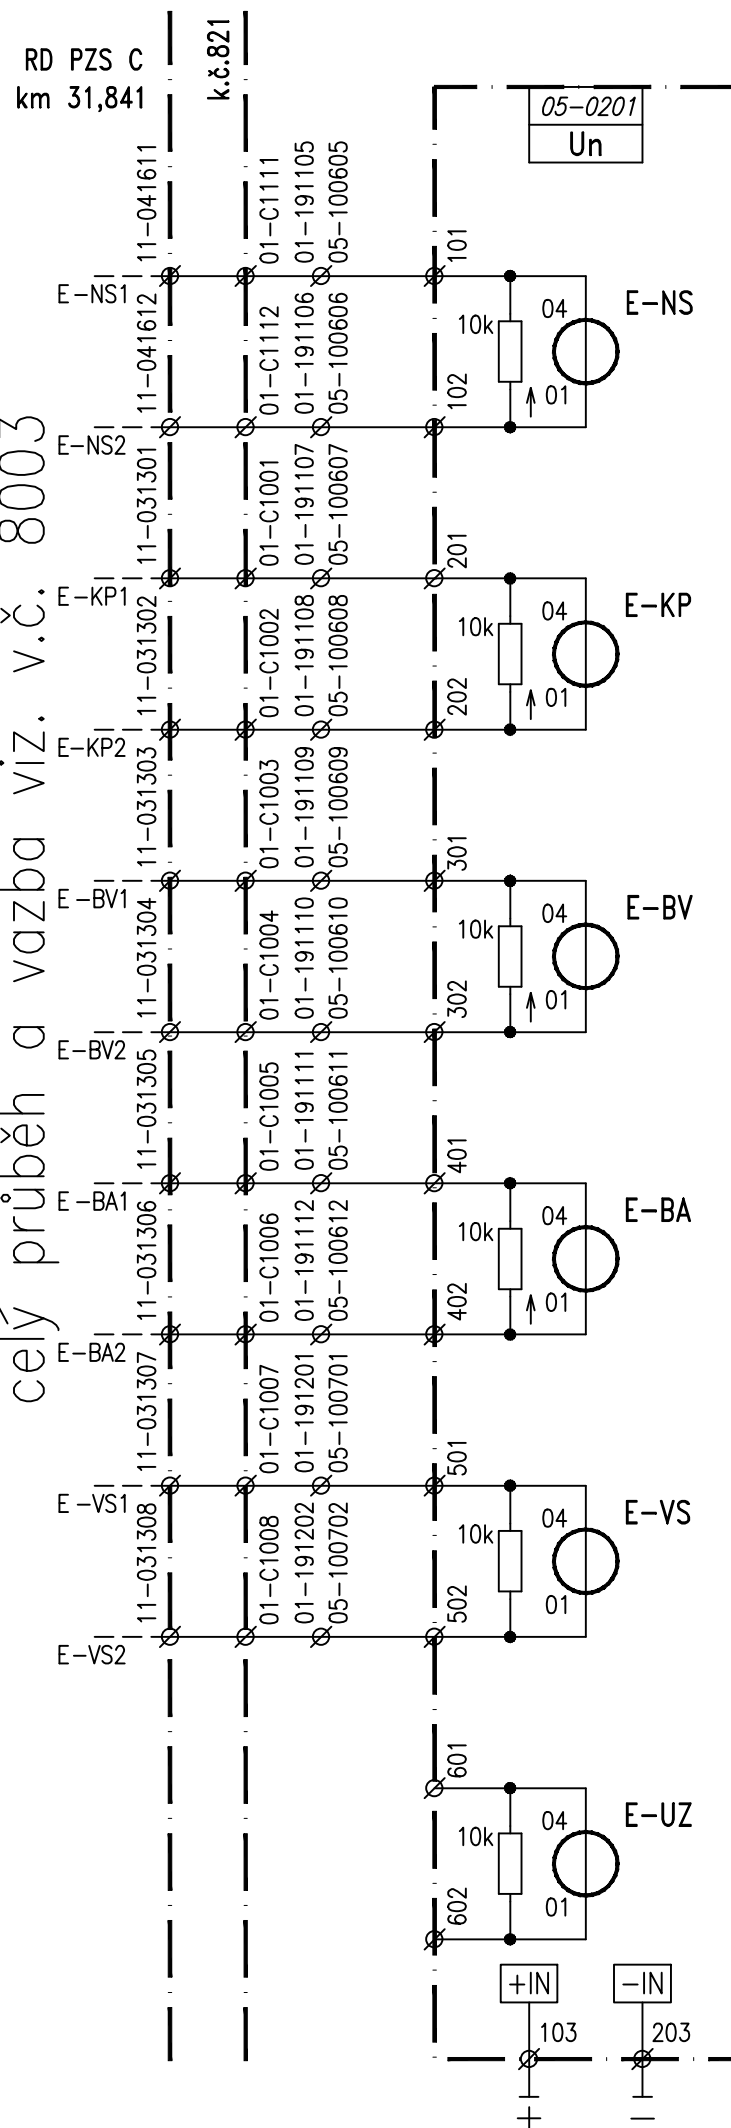 RD PZS C
km 31,841
k.č.821
05-0201
Un
celý průběh a vazba viz. v.č. 8003
11-041611
01-C1111
01-191105
05-100605
101
E-NS1
10k
04
01
E-NS
11-041612
01-C1112
01-191106
05-100606
102
E-NS2
11-031301
01-C1001
01-191107
05-100607
201
E-KP1
10k
04
01
E-KP
11-031302
01-C1002
01-191108
05-100608
202
E-KP2
11-031303
01-C1003
01-191109
05-100609
301
E-BV1
10k
04
01
E-BV
11-031304
01-C1004
01-191110
05-100610
302
E-BV2
11-031305
01-C1005
01-191111
05-100611
401
E-BA1
10k
04
01
E-BA
11-031306
01-C1006
01-191112
05-100612
402
E-BA2
11-031307
01-C1007
01-191201
05-100701
501
E-VS1
10k
04
01
E-VS
11-031308
01-C1008
01-191202
05-100702
502
E-VS2
601
10k
04
01
E-UZ
602
+IN
-IN
103
203
+
-